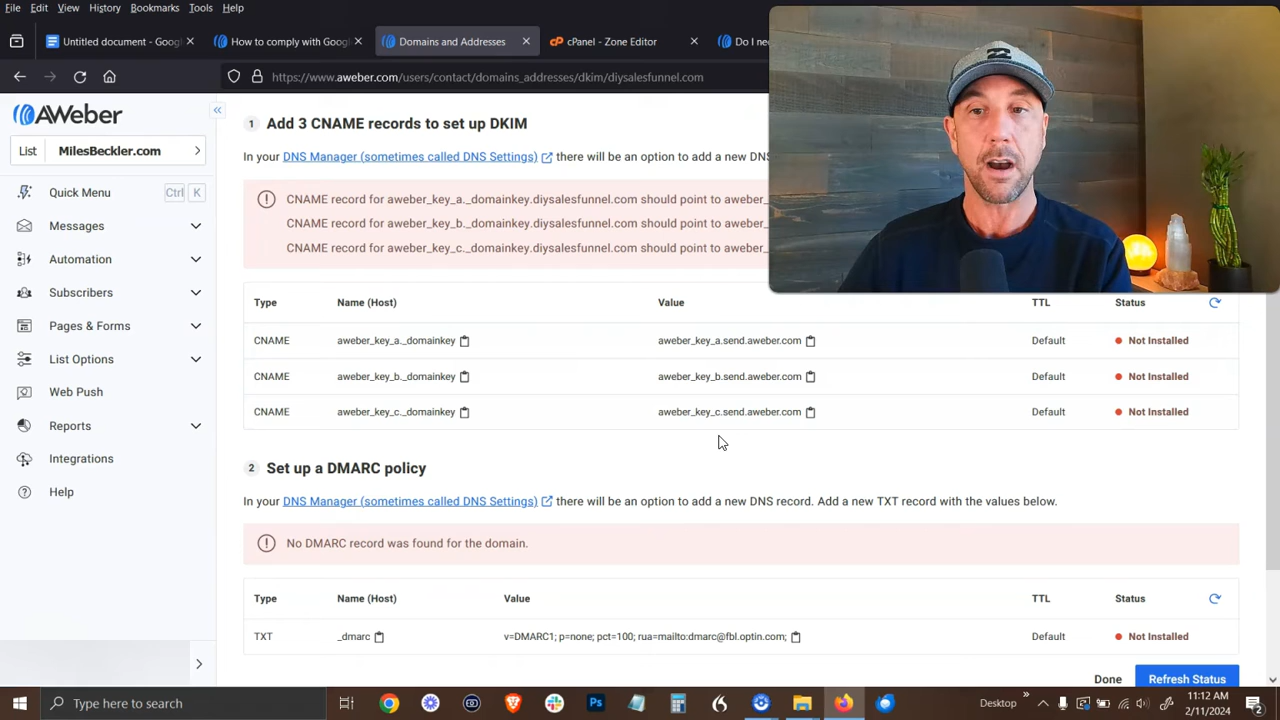 File Edit View History Bookmarks Tools Help
Untitled document - Goog
How to comply with Googl
Domains and Addresses
cPanel - Zone Editor
Do I nee
https://www.aweber.com/users/contact/domains_addresses/dkim/diysalesfunnel.com
AWeber
List MilesBeckler.com
Quick Menu Ctrl K
Messages
Automation
Subscribers
Pages & Forms
List Options
Web Push
Reports
Integrations
Help
1 Add 3 CNAME records to set up DKIM
In your DNS Manager (sometimes called DNS Settings) there will be an option to add a new DNS
CNAME record for aweber_key_a._domainkey.diysalesfunnel.com should point to aweber_
CNAME record for aweber_key_b._domainkey.diysalesfunnel.com should point to aweber_
CNAME record for aweber_key_c._domainkey.diysalesfunnel.com should point to aweber_
Type Name (Host) Value TTL Status
CNAME aweber_key_a._domainkey aweber_key_a.send.aweber.com Default Not Installed
CNAME aweber_key_b._domainkey aweber_key_b.send.aweber.com Default Not Installed
CNAME aweber_key_c._domainkey aweber_key_c.send.aweber.com Default Not Installed
2 Set up a DMARC policy
In your DNS Manager (sometimes called DNS Settings) there will be an option to add a new DNS record. Add a new TXT record with the values below.
No DMARC record was found for the domain.
Type Name (Host) Value TTL Status
TXT _dmarc v=DMARC1; p=none; pct=100; rua=mailto:dmarc@fbl.optin.com; Default Not Installed
Done Refresh Status
Type here to search
Desktop
11:12 AM
2/11/2024
2